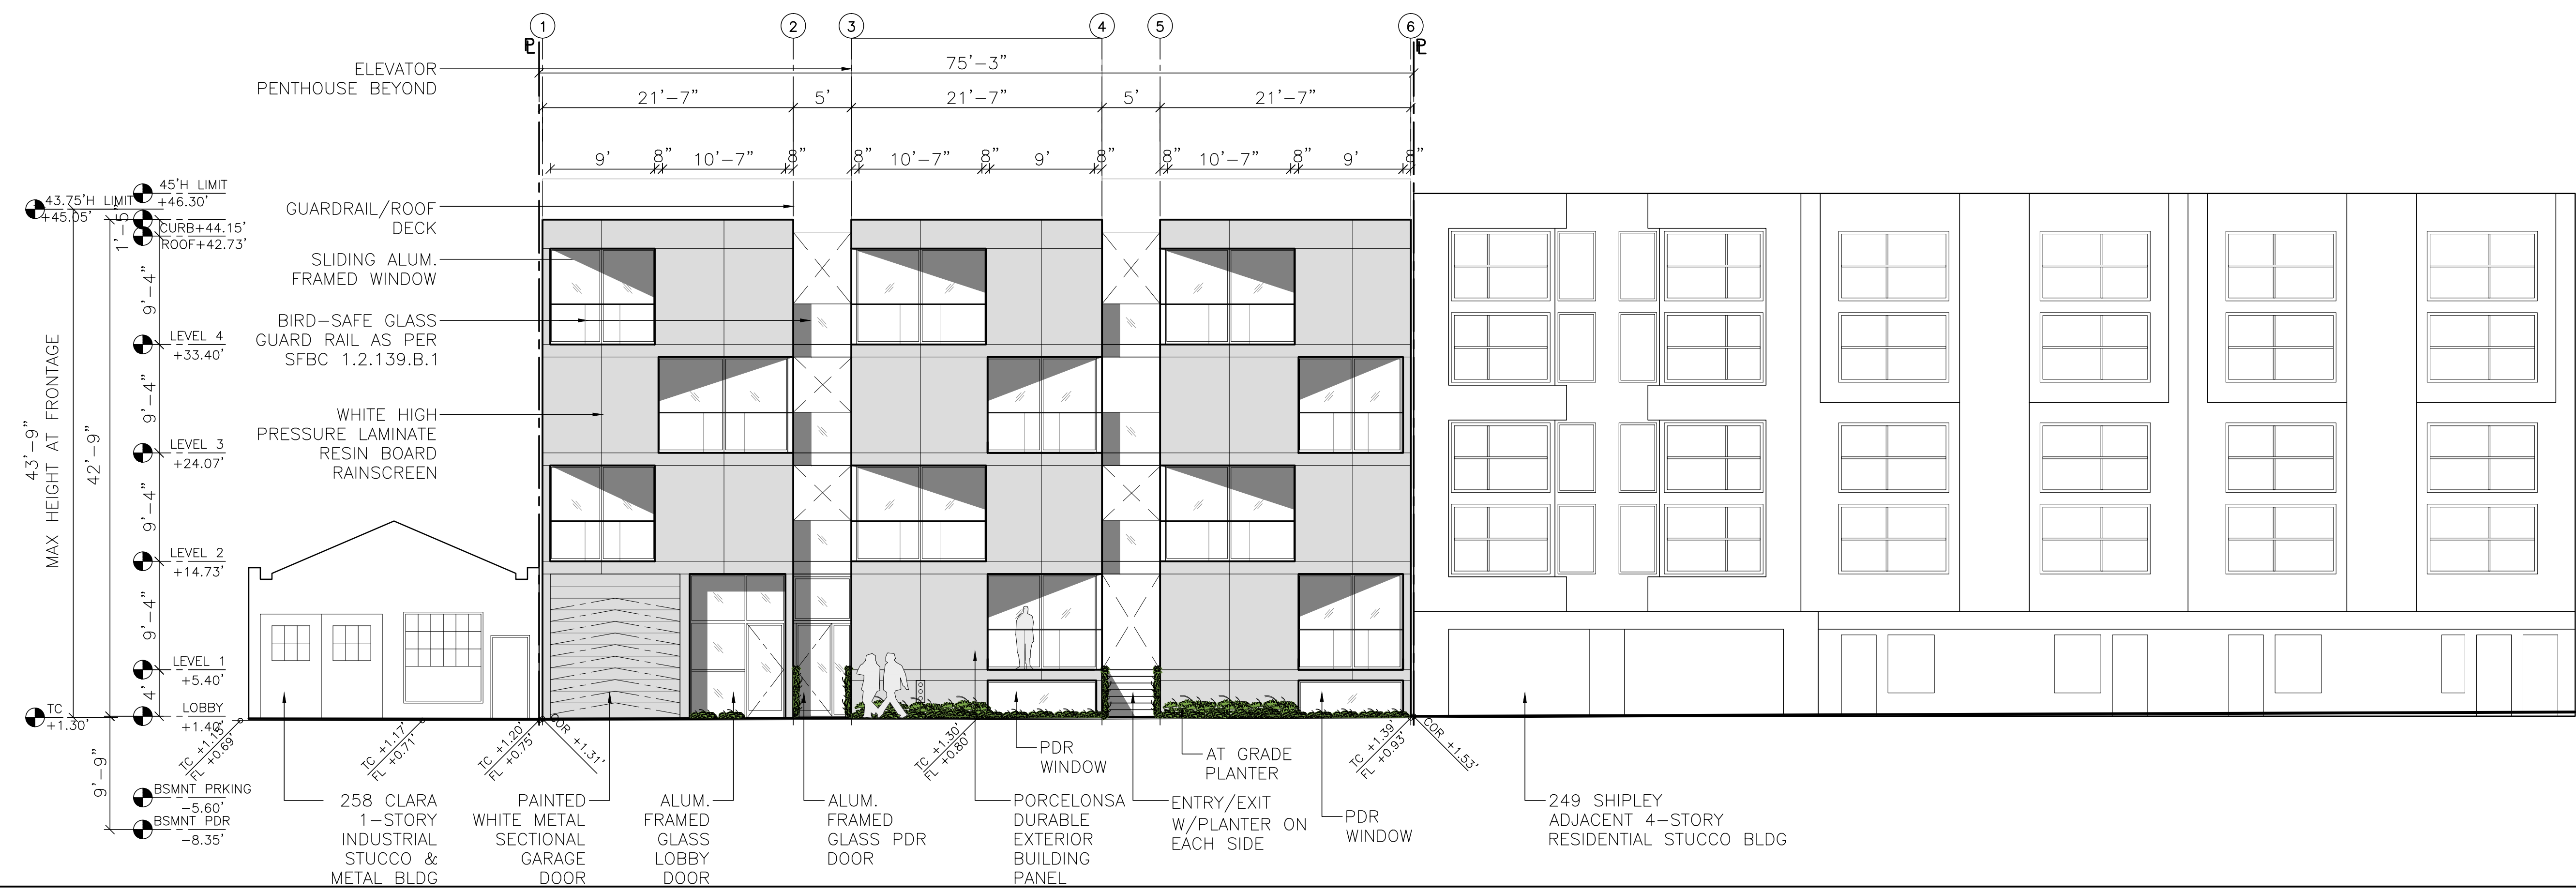 1
2
3
4
5
6
PL
PL
ELEVATOR
PENTHOUSE BEYOND
75'-3"
21'-7"
5'
21'-7"
5'
21'-7"
9'
8"
10'-7"
8"
8"
10'-7"
8"
9'
8"
8"
10'-7"
8"
9'
8"
45'H LIMIT
+46.30'
43.75'H LIMIT
+45.05'
1'-5"
CURB+44.15'
ROOF+42.73'
GUARDRAIL/ROOF
DECK
SLIDING ALUM.
FRAMED WINDOW
BIRD-SAFE GLASS
GUARD RAIL AS PER
SFBC 1.2.139.B.1
WHITE HIGH
PRESSURE LAMINATE
RESIN BOARD
RAINSCREEN
43'-9"
MAX HEIGHT AT FRONTAGE
42'-9"
9'-4"
LEVEL 4
+33.40'
9'-4"
LEVEL 3
+24.07'
9'-4"
LEVEL 2
+14.73'
9'-4"
LEVEL 1
+5.40'
4'
TC
+1.30'
LOBBY
+1.40'
9'-9"
BSMNT PRKING
-5.60'
BSMNT PDR
-8.35'
TC +1.15'
FL +0.69'
TC +1.17'
FL +0.71'
TC +1.20'
FL +0.75'
COR +1.31'
TC +1.30'
FL +0.80'
TC +1.39'
FL +0.93'
COR +1.53'
258 CLARA
1-STORY
INDUSTRIAL
STUCCO &
METAL BLDG
PAINTED
WHITE METAL
SECTIONAL
GARAGE
DOOR
ALUM.
FRAMED
GLASS
LOBBY
DOOR
ALUM.
FRAMED
GLASS PDR
DOOR
PORCELONSA
DURABLE
EXTERIOR
BUILDING
PANEL
PDR
WINDOW
AT GRADE
PLANTER
ENTRY/EXIT
W/PLANTER ON
EACH SIDE
PDR
WINDOW
249 SHIPLEY
ADJACENT 4-STORY
RESIDENTIAL STUCCO BLDG